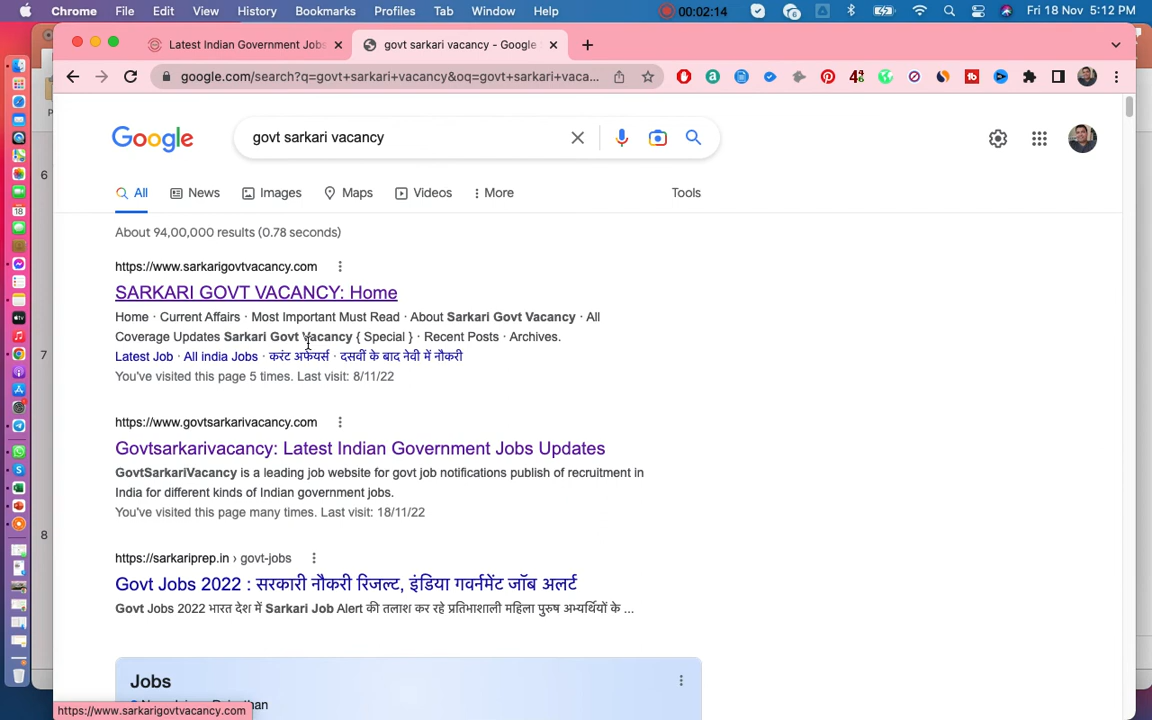 Chrome File Edit View History Bookmarks Profiles Tab Window Help 00:02:14 Fri 18 Nov 5:12 PM
Latest Indian Government Jobs
govt sarkari vacancy - Google
google.com/search?q=govt+sarkari+vacancy&oq=govt+sarkari+vaca...
Google
govt sarkari vacancy
All News Images Maps Videos More Tools
About 94,00,000 results (0.78 seconds)
https://www.sarkarigovtvacancy.com
SARKARI GOVT VACANCY: Home
Home · Current Affairs · Most Important Must Read · About Sarkari Govt Vacancy · All
Coverage Updates Sarkari Govt Vacancy { Special } · Recent Posts · Archives.
Latest Job · All india Jobs · करंट अफेयर्स · दसवीं के बाद नेवी में नौकरी
You've visited this page 5 times. Last visit: 8/11/22
https://www.govtsarkarivacancy.com
Govtsarkarivacancy: Latest Indian Government Jobs Updates
GovtSarkariVacancy is a leading job website for govt job notifications publish of recruitment in
India for different kinds of Indian government jobs.
You've visited this page many times. Last visit: 18/11/22
https://sarkariprep.in › govt-jobs
Govt Jobs 2022 : सरकारी नौकरी रिजल्ट, इंडिया गवर्नमेंट जॉब अलर्ट
Govt Jobs 2022 भारत देश में Sarkari Job Alert की तलाश कर रहे प्रतिभाशाली महिला पुरुष अभ्यर्थियों के ...
Jobs
https://www.sarkarigovtvacancy.com
6
7
8
18